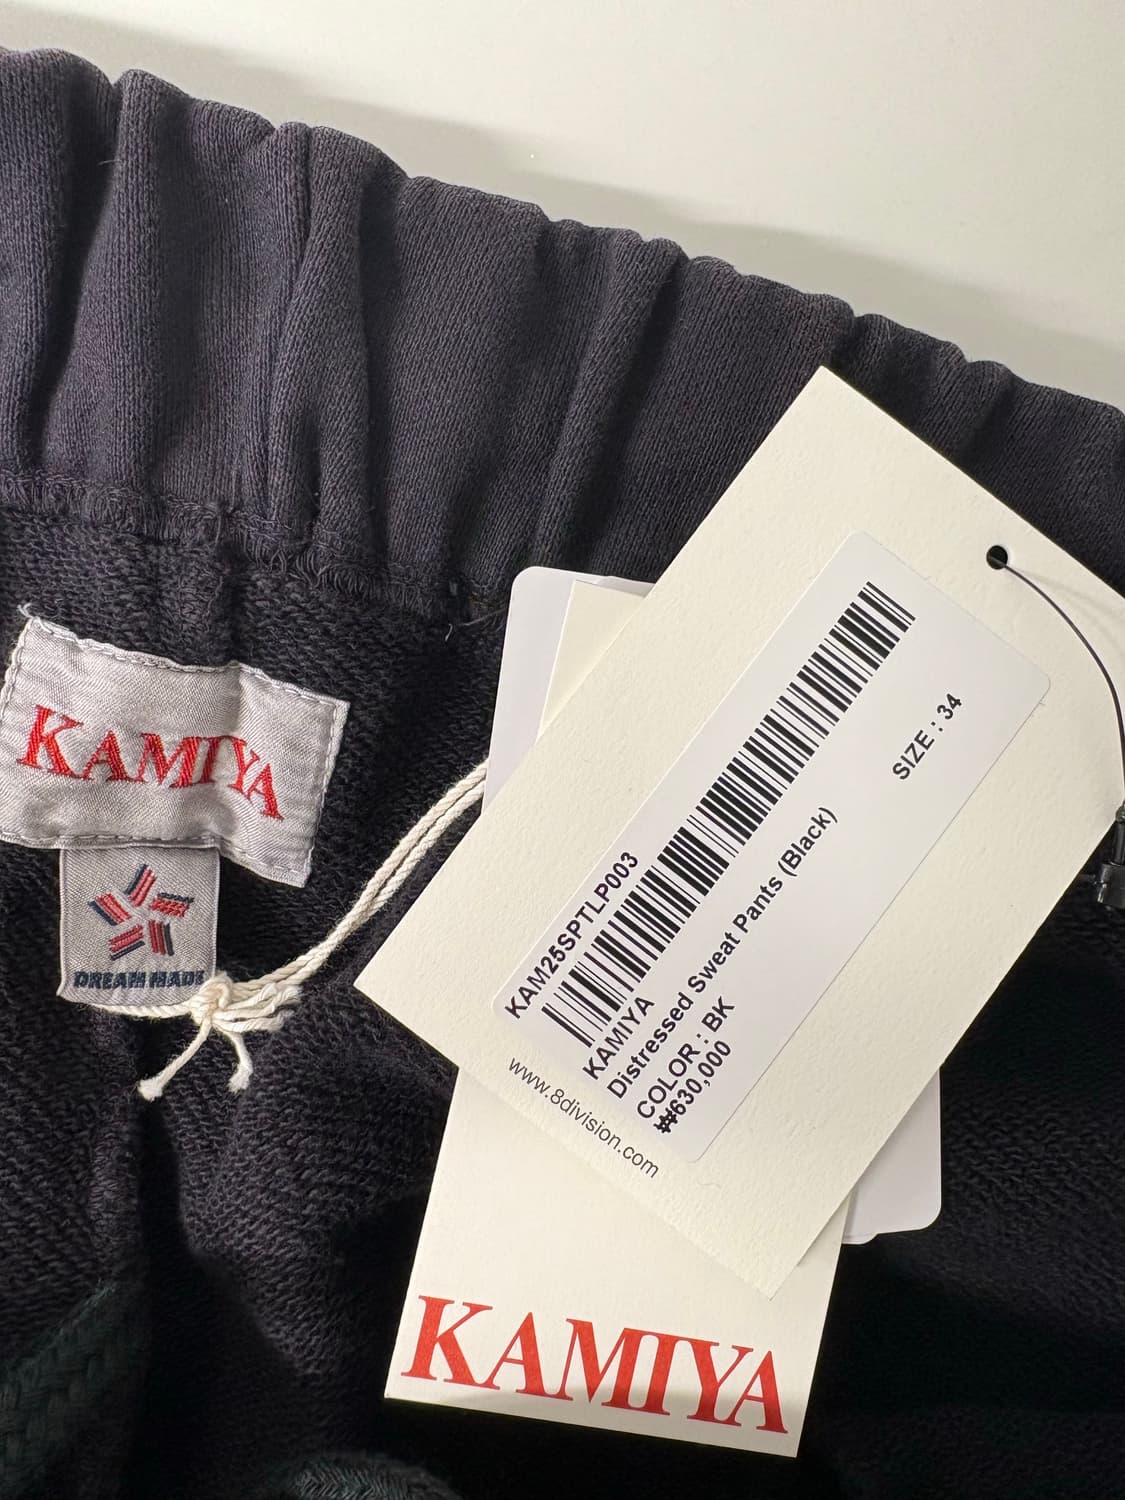 KAMIYA
DREAM MADE
KAM25SPTLP003
KAMIYA
Distressed Sweat Pants (Black)
COLOR : BK
SIZE : 34
₩630,000
www.8division.com
KAMIYA